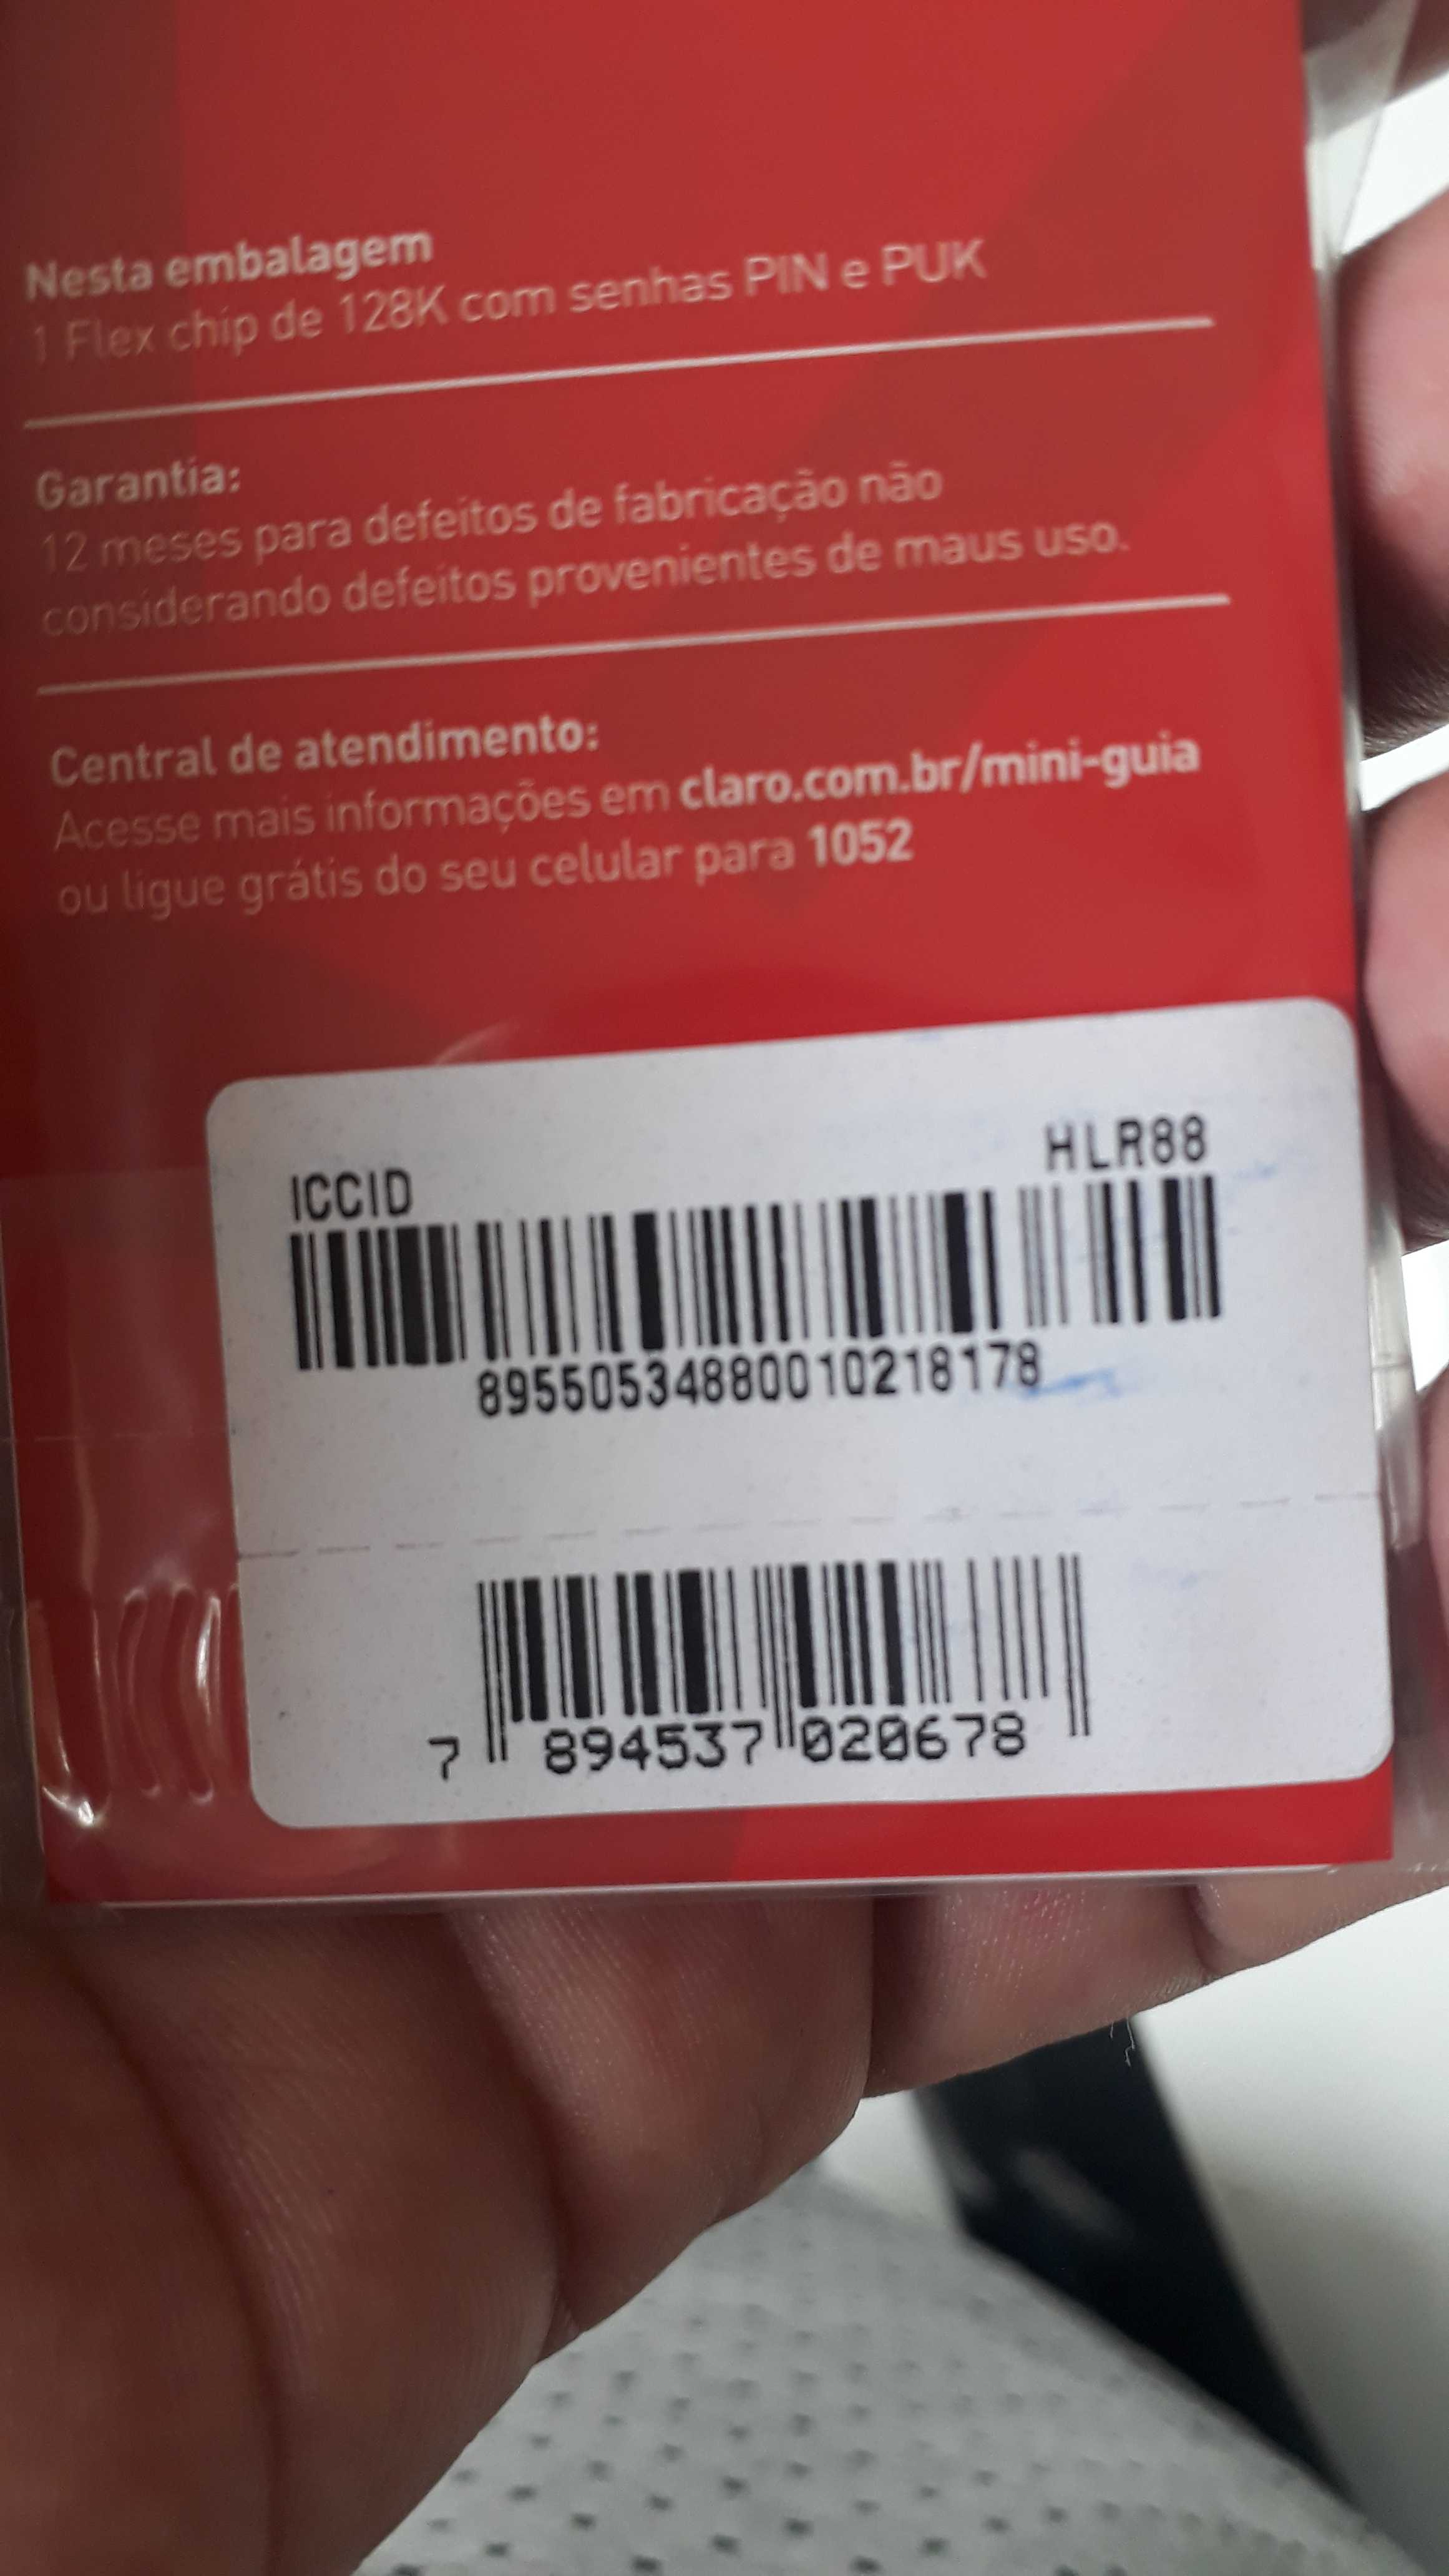 Nesta embalagem
1 Flex chip de 128K com senhas PIN e PUK
Garantia:
12 meses para defeitos de fabricação não
considerando defeitos provenientes de maus uso.
Central de atendimento:
Acesse mais informações em claro.com.br/mini-guia
ou ligue grátis do seu celular para 1052
ICCID HLR88
89550534880010218178
7 894537 020678